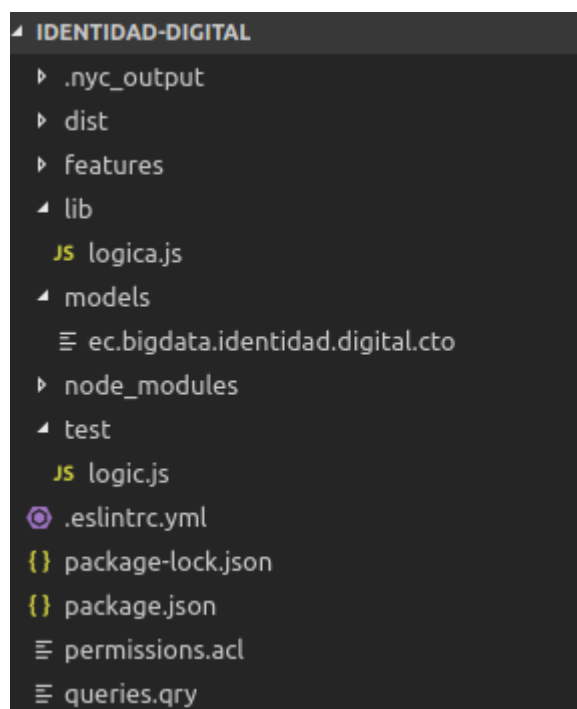 IDENTIDAD-DIGITAL
.nyc_output
dist
features
lib
JS logica.js
models
ec.bigdata.identidad.digital.cto
node_modules
test
JS logic.js
.eslintrc.yml
{} package-lock.json
{} package.json
permissions.acl
queries.qry